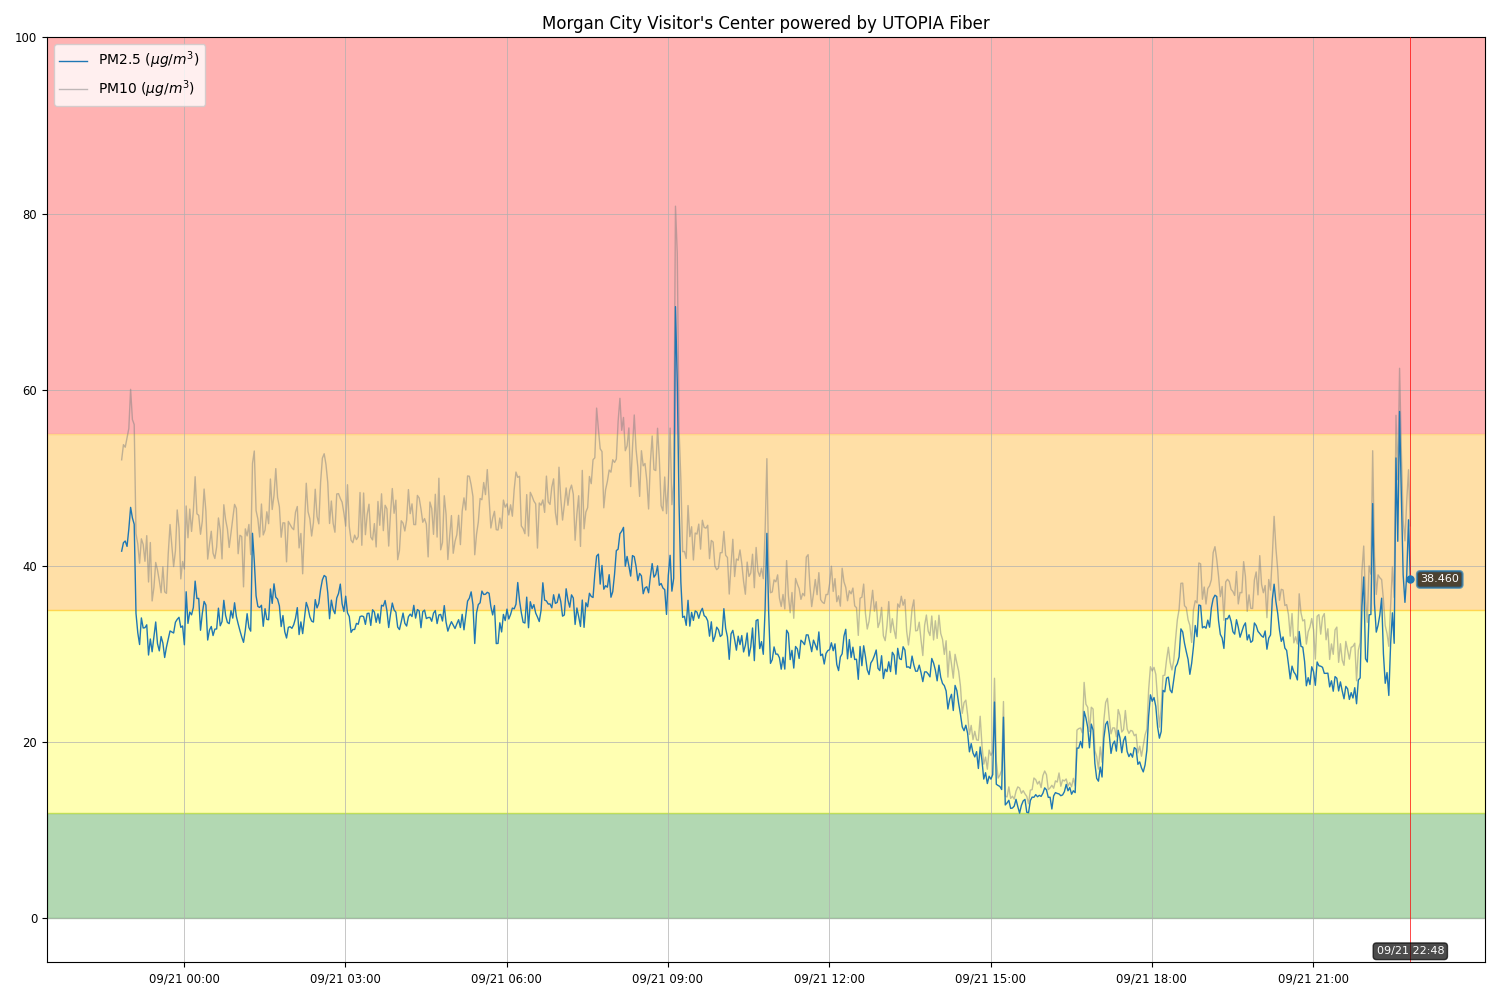 Morgan City Visitor's Center powered by UTOPIA Fiber
100
PM2.5 (μg/m³)
PM10 (μg/m³)
80
60
40
38.460
20
0
09/21 22:48
09/21 00:00 09/21 03:00 09/21 06:00 09/21 09:00 09/21 12:00 09/21 15:00 09/21 18:00 09/21 21:00